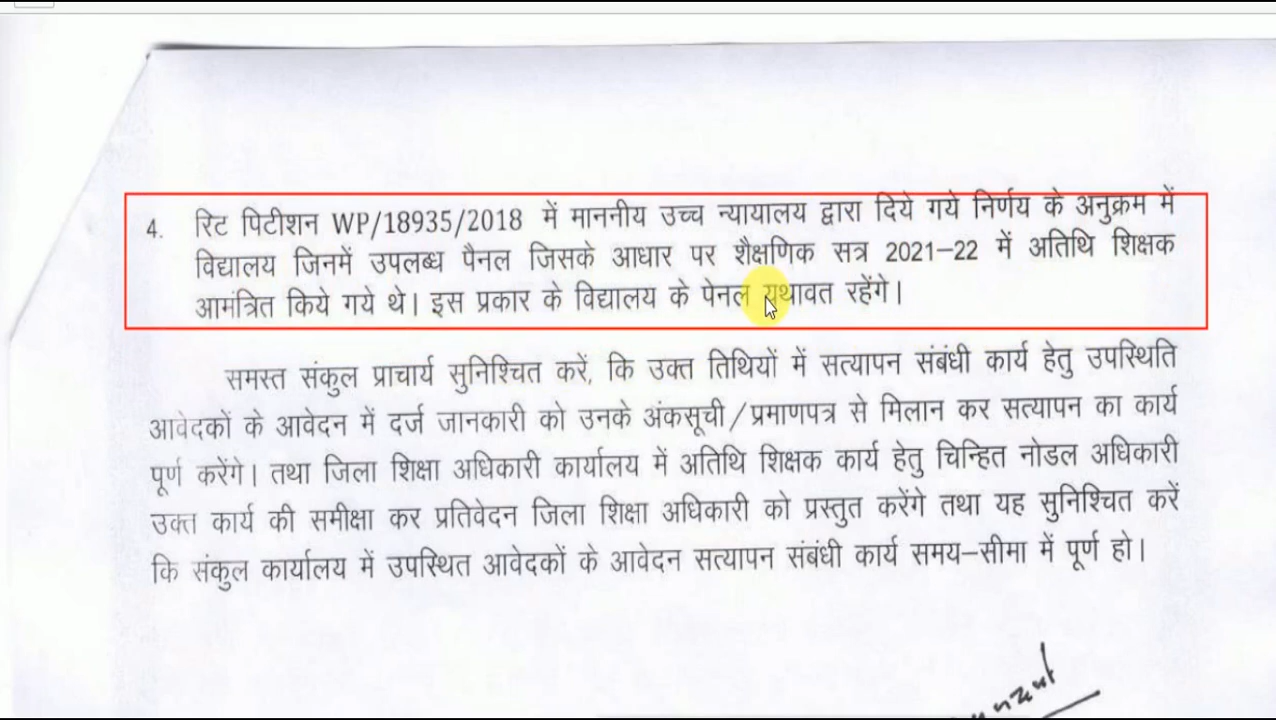 4. रिट पिटीशन WP/18935/2018 में माननीय उच्च न्यायालय द्वारा दिये गये निर्णय के अनुक्रम में
विद्यालय जिनमें उपलब्ध पैनल जिसके आधार पर शैक्षणिक सत्र 2021-22 में अतिथि शिक्षक
आमंत्रित किये गये थे। इस प्रकार के विद्यालय के पेनल यथावत रहेंगे।
समस्त संकुल प्राचार्य सुनिश्चित करें, कि उक्त तिथियों में सत्यापन संबंधी कार्य हेतु उपस्थिति
आवेदकों के आवेदन में दर्ज जानकारी को उनके अंकसूची/प्रमाणपत्र से मिलान कर सत्यापन का कार्य
पूर्ण करेंगे। तथा जिला शिक्षा अधिकारी कार्यालय में अतिथि शिक्षक कार्य हेतु चिन्हित नोडल अधिकारी
उक्त कार्य की समीक्षा कर प्रतिवेदन जिला शिक्षा अधिकारी को प्रस्तुत करेंगे तथा यह सुनिश्चित करें
कि संकुल कार्यालय में उपस्थित आवेदकों के आवेदन सत्यापन संबंधी कार्य समय-सीमा में पूर्ण हो।